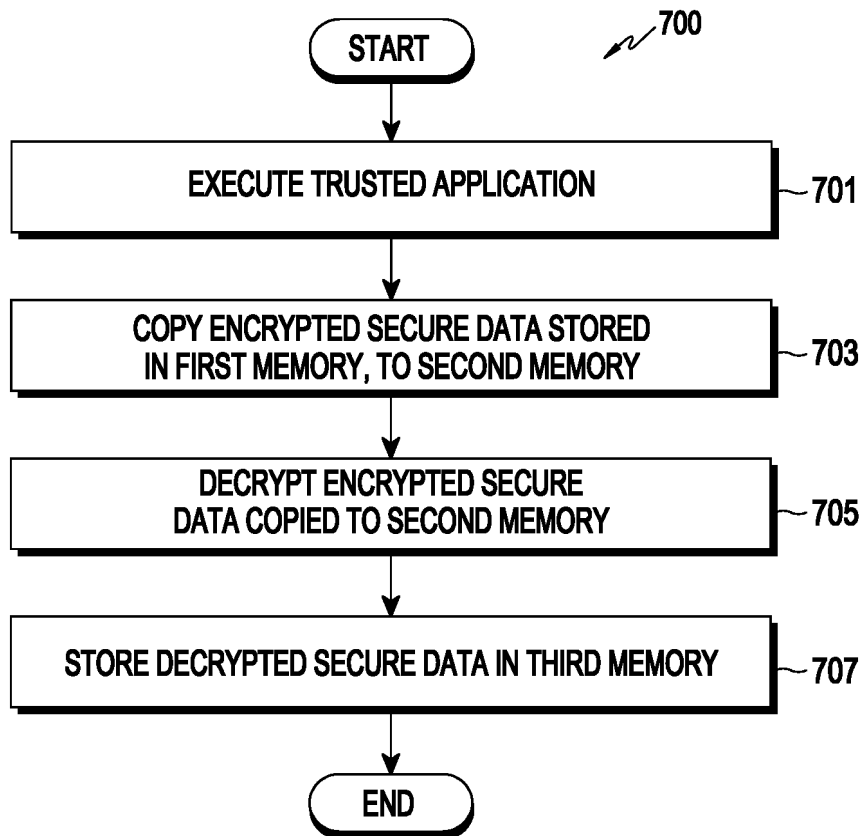 700
START
EXECUTE TRUSTED APPLICATION
701
COPY ENCRYPTED SECURE DATA STORED
IN FIRST MEMORY, TO SECOND MEMORY
703
DECRYPT ENCRYPTED SECURE
DATA COPIED TO SECOND MEMORY
705
STORE DECRYPTED SECURE DATA IN THIRD MEMORY
707
END